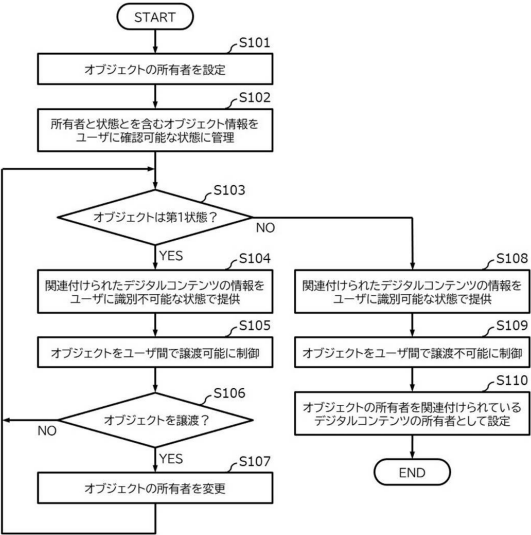 START
S101
オブジェクトの所有者を設定
S102
所有者と状態とを含むオブジェクト情報を
ユーザに確認可能な状態に管理
S103
オブジェクトは第1状態？
NO
YES
S104
関連付けられたデジタルコンテンツの情報を
ユーザに識別不可能な状態で提供
S105
オブジェクトをユーザ間で譲渡可能に制御
S106
オブジェクトを譲渡？
NO
YES
S107
オブジェクトの所有者を変更
S108
関連付けられたデジタルコンテンツの情報を
ユーザに識別可能な状態で提供
S109
オブジェクトをユーザ間で譲渡不可能に制御
S110
オブジェクトの所有者を関連付けられている
デジタルコンテンツの所有者として設定
END